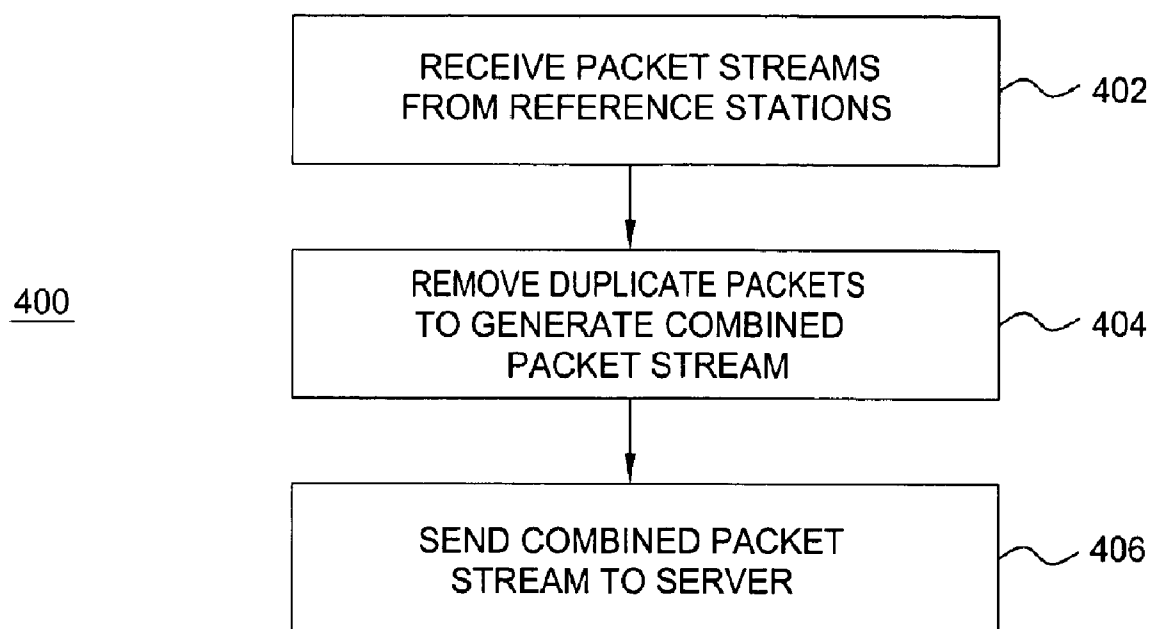 RECEIVE PACKET STREAMS
FROM REFERENCE STATIONS
402
400
REMOVE DUPLICATE PACKETS
TO GENERATE COMBINED
PACKET STREAM
404
SEND COMBINED PACKET
STREAM TO SERVER
406